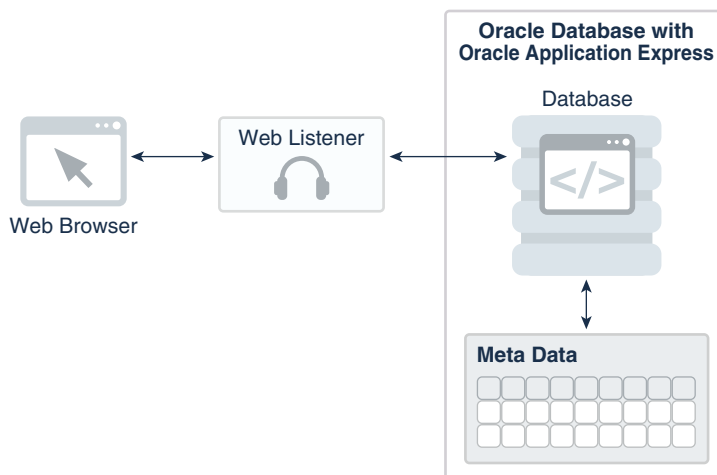 Oracle Database with
Oracle Application Express
Database
</>
Web Listener
Web Browser
Meta Data